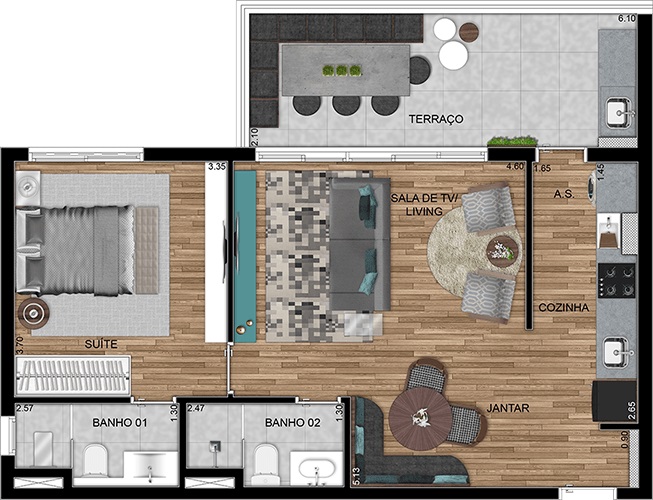 6.10
TERRAÇO
2.10
3.35
4.60
1.65
1.45
SALA DE TV/
LIVING
A.S.
COZINHA
SUÍTE
3.70
JANTAR
2.65
2.57
1.30
2.47
1.30
BANHO 01
BANHO 02
0.90
5.13